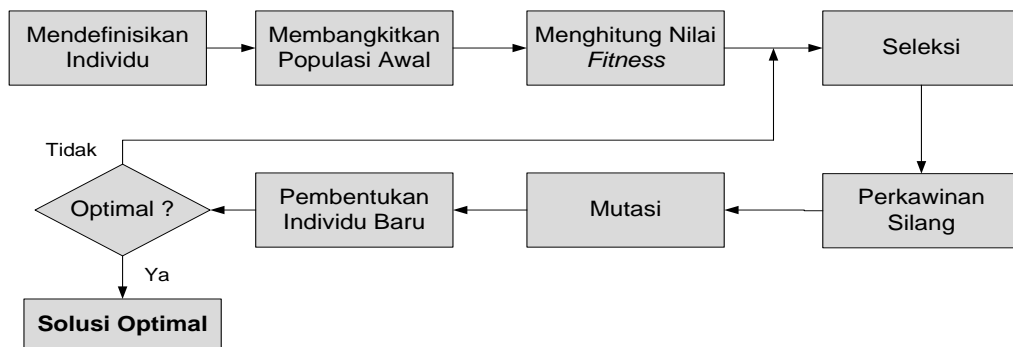 Mendefinisikan
Individu
Membangkitkan
Populasi Awal
Menghitung Nilai
Fitness
Seleksi
Perkawinan
Silang
Mutasi
Pembentukan
Individu Baru
Optimal ?
Tidak
Ya
Solusi Optimal